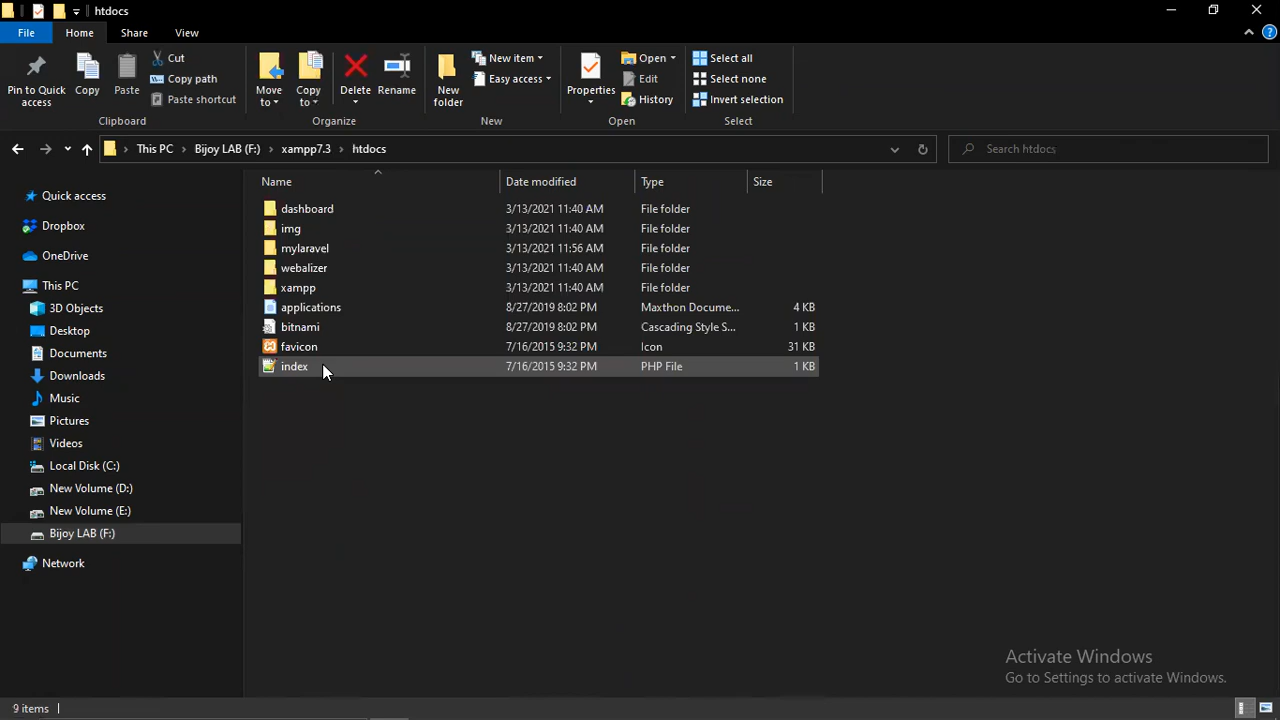 htdocs
File Home Share View
Pin to Quick access
Copy
Paste
Cut
Copy path
Paste shortcut
Clipboard
Move to
Copy to
Delete
Rename
Organize
New folder
New item
Easy access
New
Properties
Open
Edit
History
Open
Select all
Select none
Invert selection
Select
This PC › Bijoy LAB (F:) › xampp7.3 › htdocs
Search htdocs
Quick access
Dropbox
OneDrive
This PC
3D Objects
Desktop
Documents
Downloads
Music
Pictures
Videos
Local Disk (C:)
New Volume (D:)
New Volume (E:)
Bijoy LAB (F:)
Network
Name Date modified Type Size
dashboard 3/13/2021 11:40 AM File folder
img 3/13/2021 11:40 AM File folder
mylaravel 3/13/2021 11:56 AM File folder
webalizer 3/13/2021 11:40 AM File folder
xampp 3/13/2021 11:40 AM File folder
applications 8/27/2019 8:02 PM Maxthon Docume... 4 KB
bitnami 8/27/2019 8:02 PM Cascading Style S... 1 KB
favicon 7/16/2015 9:32 PM Icon 31 KB
index 7/16/2015 9:32 PM PHP File 1 KB
Activate Windows
Go to Settings to activate Windows.
9 items